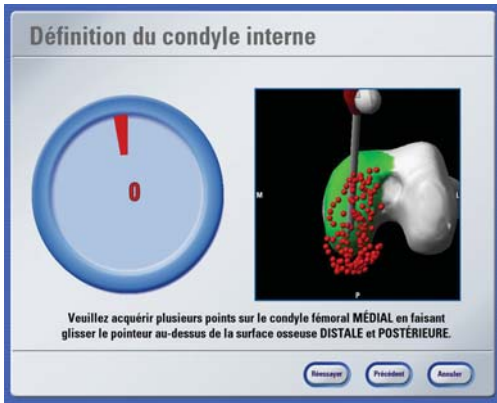 Définition du condyle interne
0
M
L
P
Veuillez acquérir plusieurs points sur le condyle fémoral MÉDIAL en faisant
glisser le pointeur au-dessus de la surface osseuse DISTALE et POSTÉRIEURE.
Réessayer
Précédent
Annuler